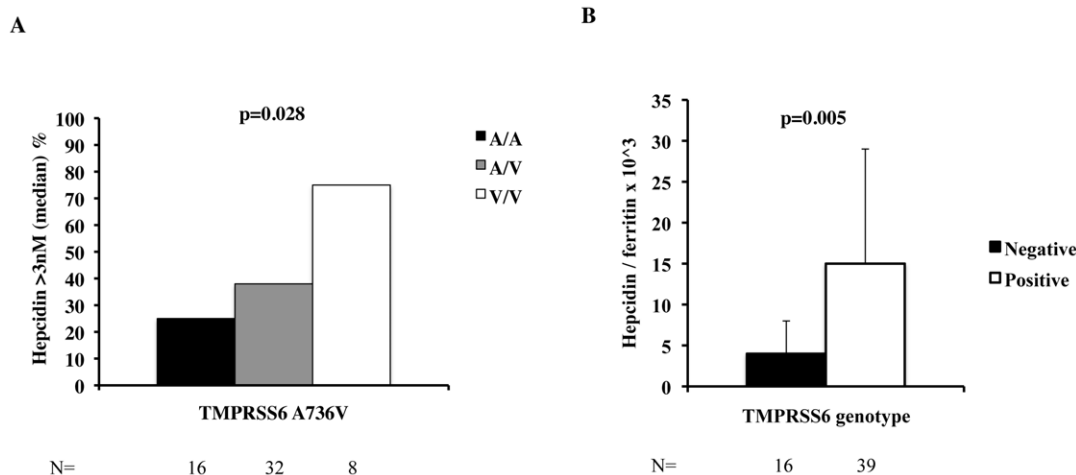 A
p=0.028
Hepcidin >3nM (median) %
100
90
80
70
60
50
40
30
20
10
0
A/A
A/V
V/V
TMPRSS6 A736V
N= 16 32 8
B
p=0.005
Hepcidin / ferritin x 10^3
35
30
25
20
15
10
5
0
Negative
Positive
TMPRSS6 genotype
N= 16 39